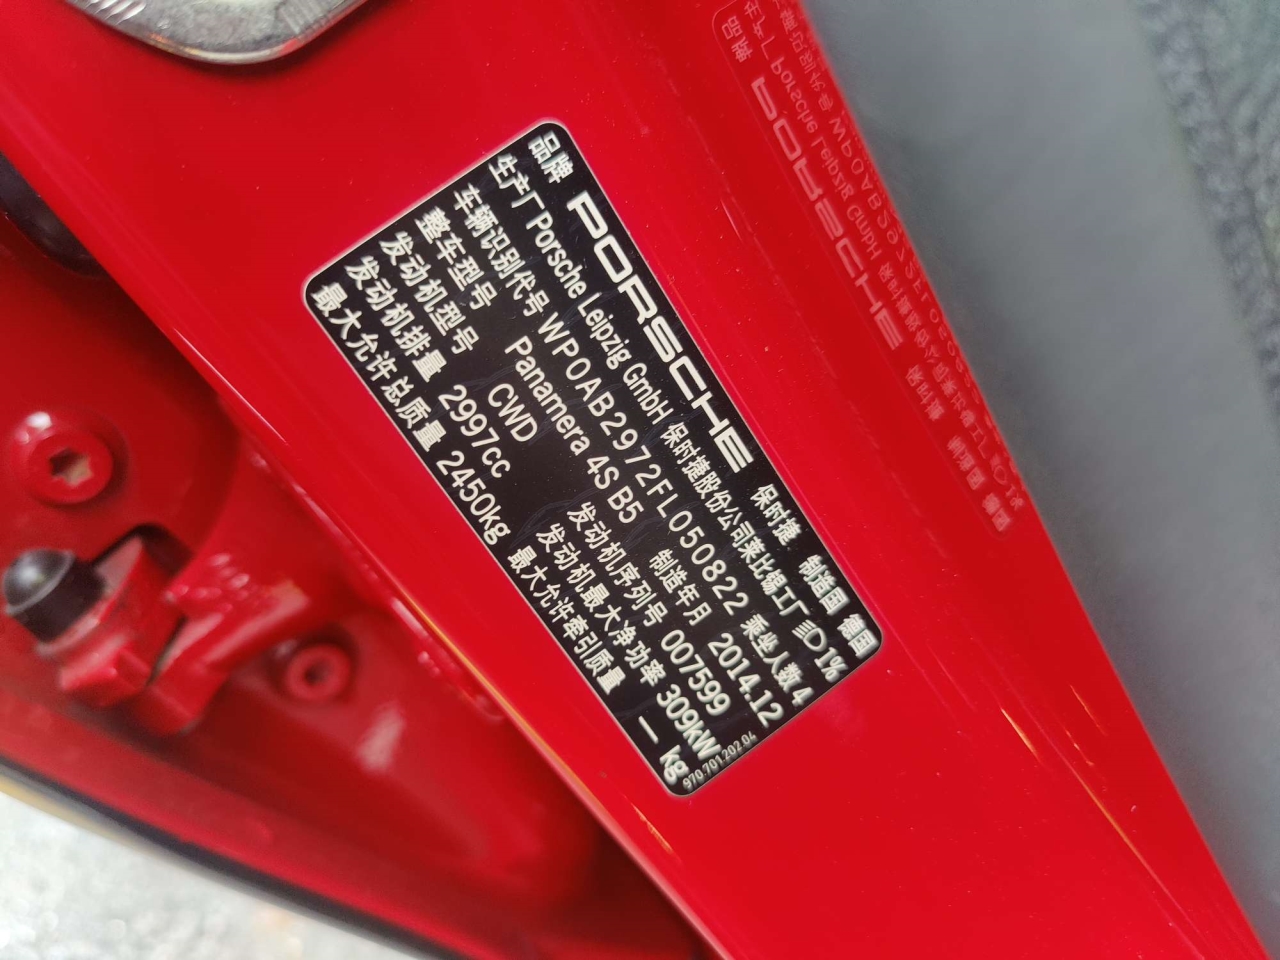 品牌 PORSCHE 保时捷 制造国 德国
生产厂 Porsche Leipzig GmbH 保时捷股份公司莱比锡工厂 1%
车辆识别代号 WP0AB2972FL050822 乘坐人数 4
整车型号 Panamera 4S B5 制造年月 2014.12
发动机型号 CWD 发动机序列号 007599
发动机排量 2997cc 发动机最大净功率 309kW
最大允许总质量 2450kg 最大允许牵引质量 — kg
970.701.202.04